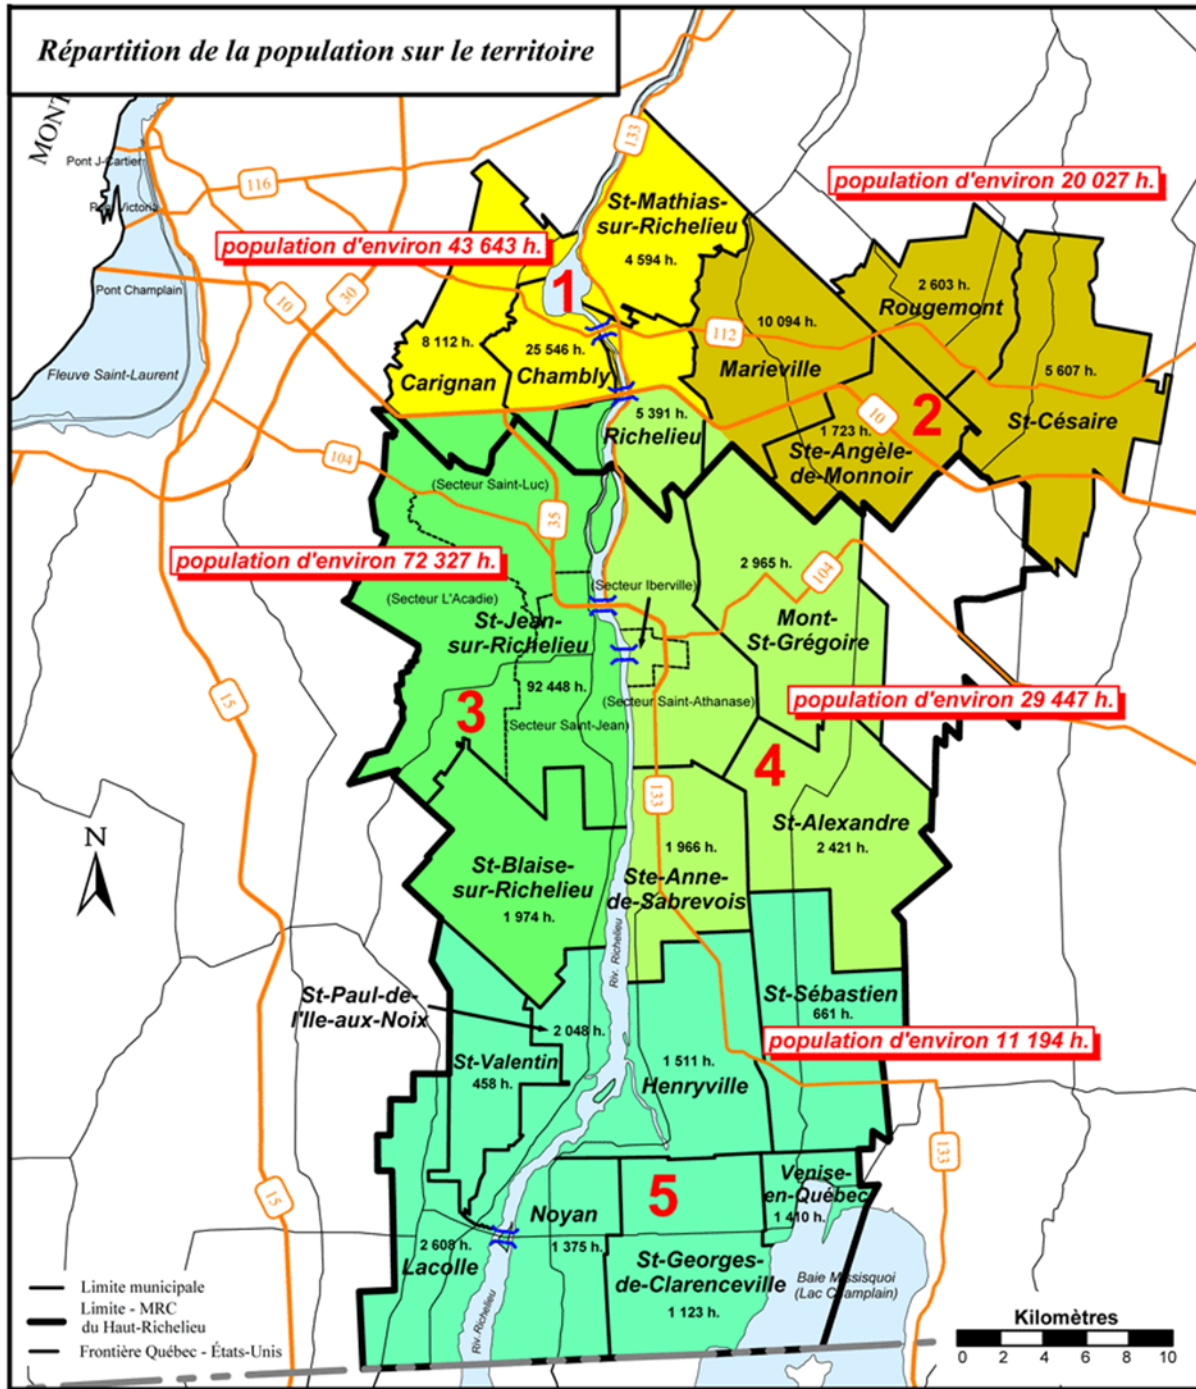 Répartition de la population sur le territoire
MONT
133
Pont J-Cartier
116
population d'environ 20 027 h.
St-Mathias-
sur-Richelieu
4 594 h.
Pont Victoria
population d'environ 43 643 h.
1
Pont Champlain
10
30
2 603 h.
Rougemont
10 094 h.
112
Marieville
8 112 h.
Carignan
25 546 h.
Chambly
Fleuve Saint-Laurent
5 607 h.
St-Césaire
2
10
5 391 h.
Richelieu
1 723 h.
Ste-Angèle-
de-Monnoir
104
(Secteur Saint-Luc)
35
population d'environ 72 327 h.
2 965 h.
104
(Secteur Iberville)
(Secteur L'Acadie)
St-Jean-
sur-Richelieu
Mont-
St-Grégoire
92 448 h.
15
3
(Secteur Saint-Athanase)
(Secteur Saint-Jean)
population d'environ 29 447 h.
4
133
N
St-Alexandre
2 421 h.
1 966 h.
Ste-Anne-
de-Sabrevois
St-Blaise-
sur-Richelieu
1 974 h.
Riv. Richelieu
St-Paul-de-
l'Ile-aux-Noix
2 048 h.
St-Sébastien
661 h.
population d'environ 11 194 h.
St-Valentin
458 h.
1 511 h.
Henryville
133
15
5
Venise-
en-Québec
1 410 h.
Noyan
1 375 h.
2 608 h.
Lacolle
St-Georges-
de-Clarenceville
1 123 h.
Baie Missisquoi
(Lac Champlain)
Riv.Richelieu
Limite municipale
Limite - MRC
du Haut-Richelieu
Frontière Québec - États-Unis
Kilomètres
0 2 4 6 8 10